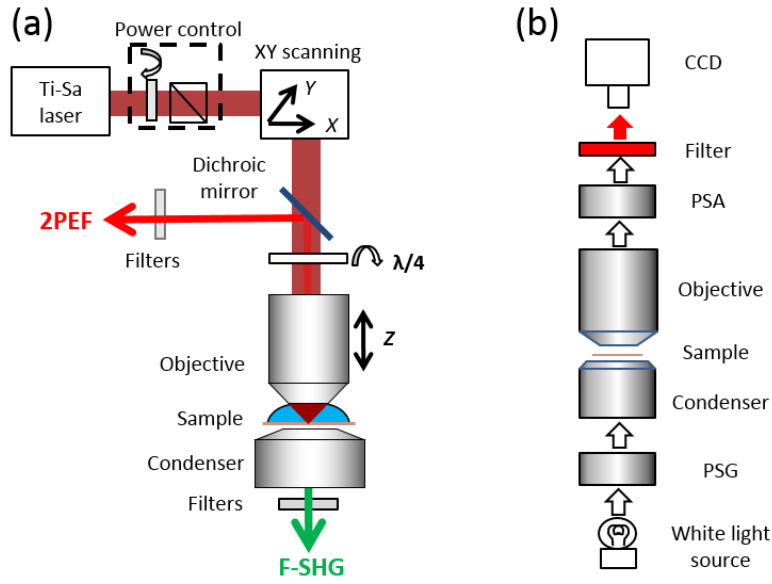 (a)
Power control
XY scanning
Ti-Sa
laser
Y
X
Dichroic
mirror
2PEF
Filters
λ/4
Objective
Z
Sample
Condenser
Filters
F-SHG
(b)
CCD
Filter
PSA
Objective
Sample
Condenser
PSG
White light
source